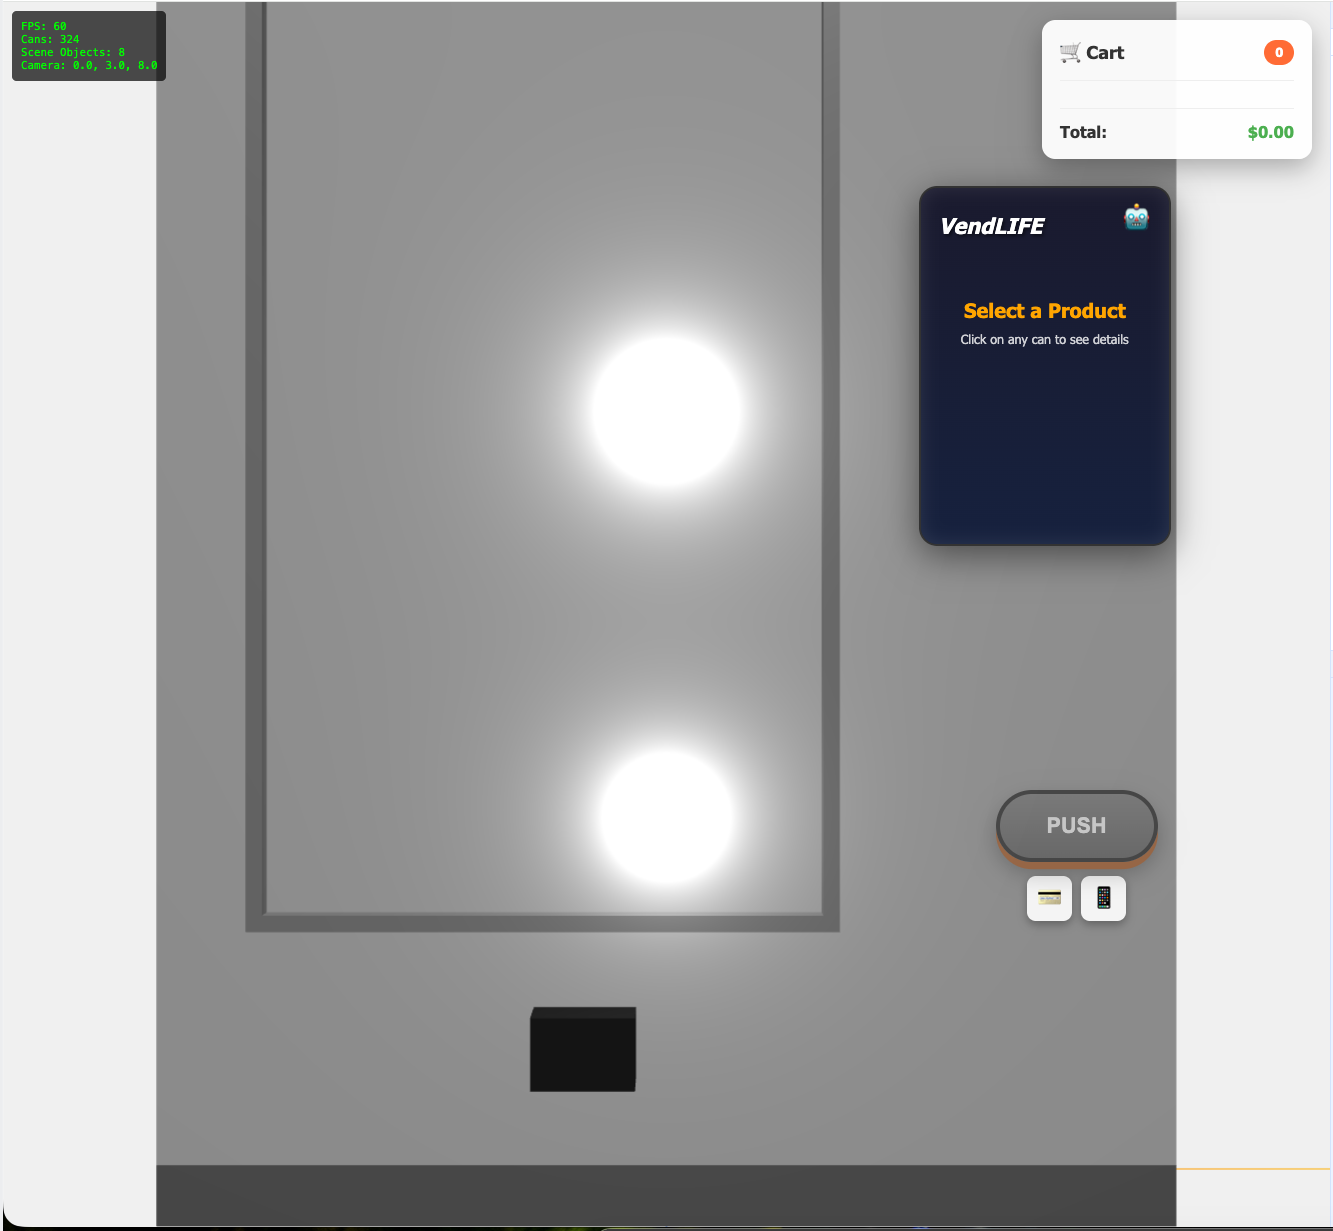 FPS: 60
Cans: 324
Scene Objects: 8
Camera: 0.0, 3.0, 8.0
Cart
0
Total:
$0.00
VendLIFE
Select a Product
Click on any can to see details
PUSH